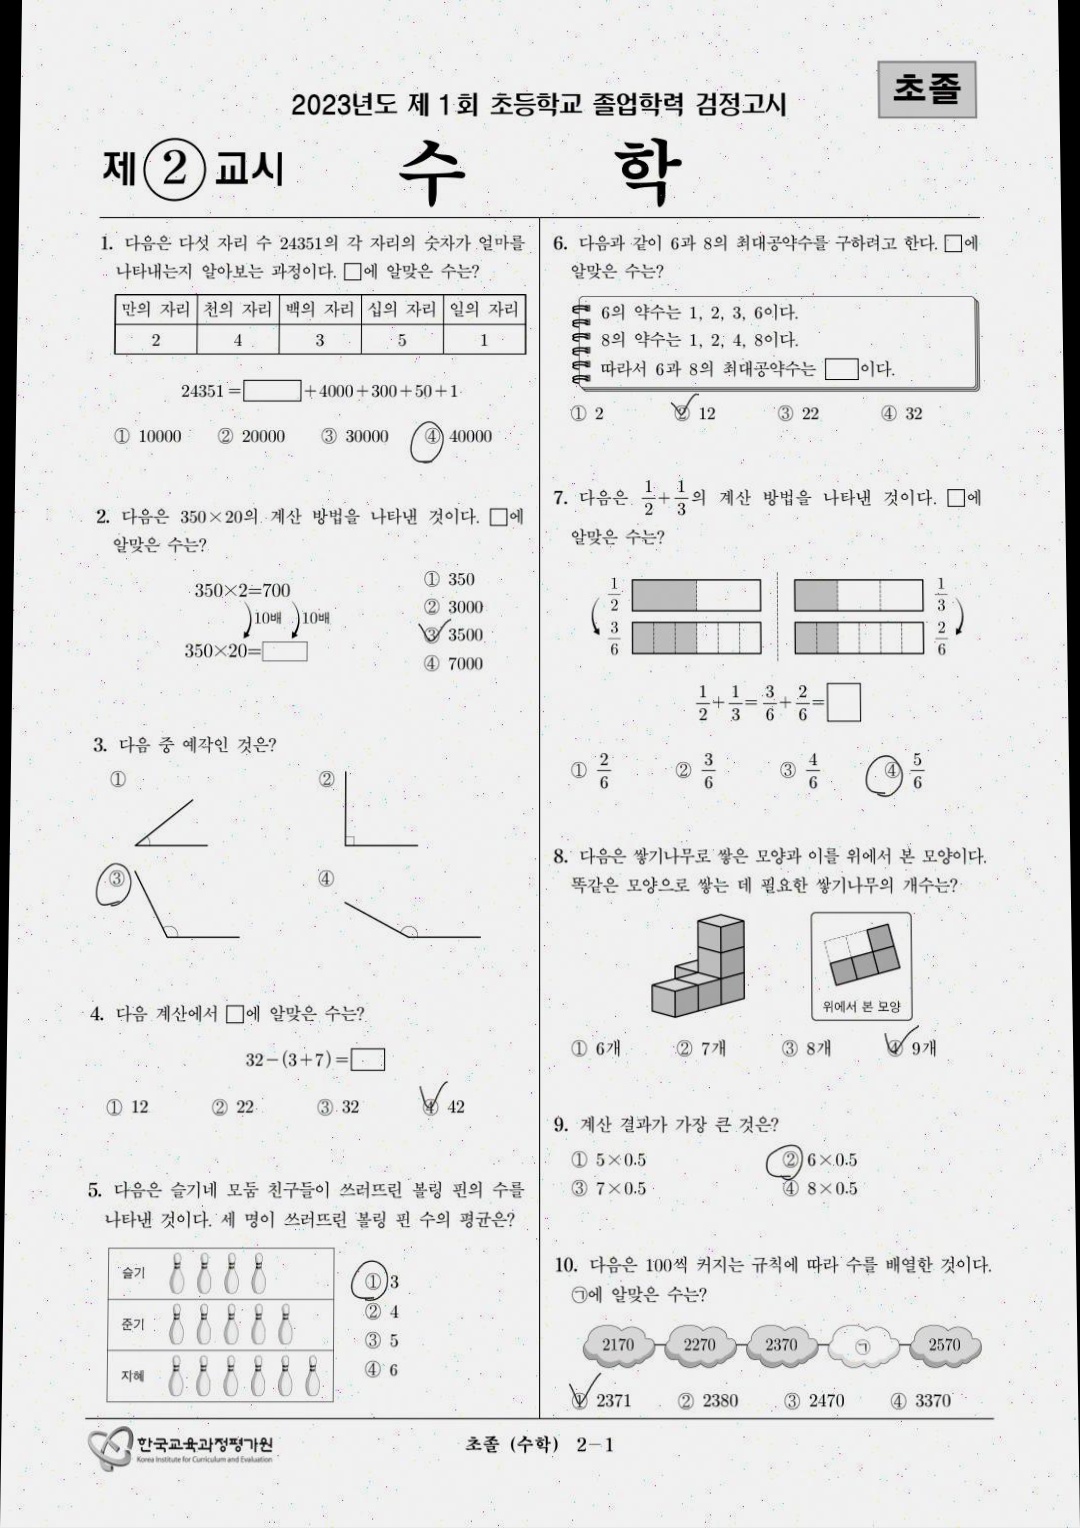 초졸
2023년도 제 1 회 초등학교 졸업학력 검정고시
제 ② 교시 수 학
1. 다음은 다섯 자리 수 24351의 각 자리의 숫자가 얼마를
나타내는지 알아보는 과정이다. □에 알맞은 수는?
만의 자리 천의 자리 백의 자리 십의 자리 일의 자리
2 4 3 5 1
24351=□+4000+300+50+1
① 10000 ② 20000 ③ 30000 ④ 40000
2. 다음은 350×20의 계산 방법을 나타낸 것이다. □에
알맞은 수는?
350×2=700
10배 10배
350×20=□
① 350
② 3000
③ 3500
④ 7000
3. 다음 중 예각인 것은?
① ②
③ ④
4. 다음 계산에서 □에 알맞은 수는?
32-(3+7)=□
① 12 ② 22 ③ 32 ④ 42
5. 다음은 슬기네 모둠 친구들이 쓰러뜨린 볼링 핀의 수를
나타낸 것이다. 세 명이 쓰러뜨린 볼링 핀 수의 평균은?
슬기
준기
지혜
① 3
② 4
③ 5
④ 6
6. 다음과 같이 6과 8의 최대공약수를 구하려고 한다. □에
알맞은 수는?
6의 약수는 1, 2, 3, 6이다.
8의 약수는 1, 2, 4, 8이다.
따라서 6과 8의 최대공약수는 □이다.
① 2 ② 12 ③ 22 ④ 32
7. 다음은 1/2+1/3의 계산 방법을 나타낸 것이다. □에
알맞은 수는?
1/2 1/3
3/6 2/6
1/2+1/3=3/6+2/6=□
① 2/6 ② 3/6 ③ 4/6 ④ 5/6
8. 다음은 쌓기나무로 쌓은 모양과 이를 위에서 본 모양이다.
똑같은 모양으로 쌓는 데 필요한 쌓기나무의 개수는?
위에서 본 모양
① 6개 ② 7개 ③ 8개 ④ 9개
9. 계산 결과가 가장 큰 것은?
① 5×0.5 ② 6×0.5
③ 7×0.5 ④ 8×0.5
10. 다음은 100씩 커지는 규칙에 따라 수를 배열한 것이다.
㉠에 알맞은 수는?
2170 2270 2370 ㉠ 2570
① 2371 ② 2380 ③ 2470 ④ 3370
한국교육과정평가원
Korea Institute for Curriculum and Evaluation
초졸 (수학) 2-1